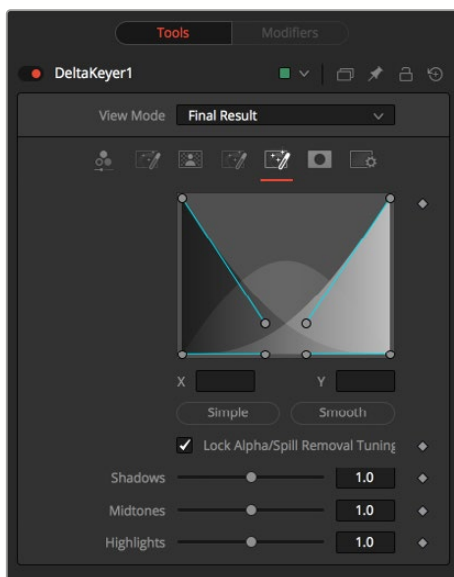 Tools Modifiers
DeltaKeyer1
View Mode Final Result
X Y
Simple Smooth
Lock Alpha/Spill Removal Tuning
Shadows 1.0
Midtones 1.0
Highlights 1.0